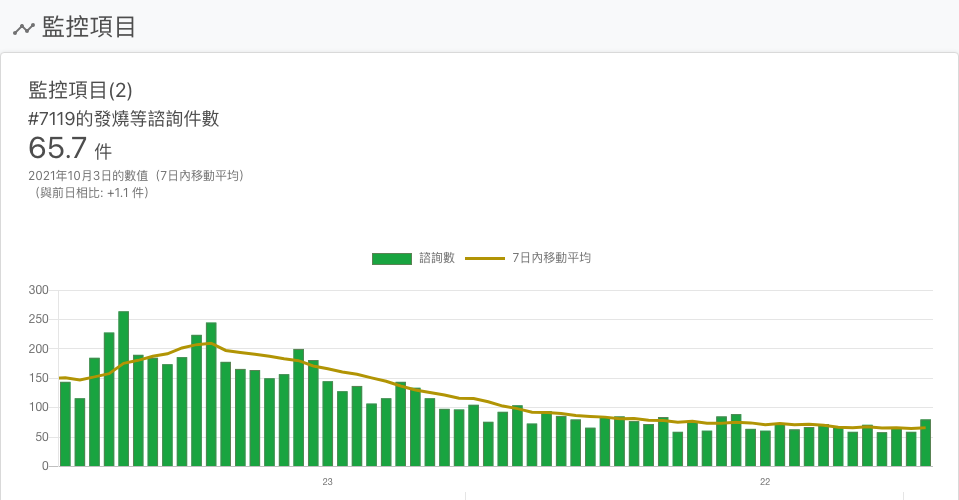 監控項目
監控項目(2)
#7119的發燒等諮詢件數
65.7 件
2021年10月3日的數值（7日內移動平均）
（與前日相比: +1.1 件）
諮詢數 7日內移動平均
300
250
200
150
100
50
0
23 22